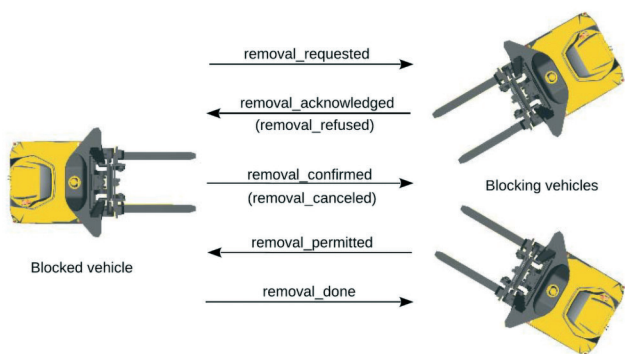 removal_requested
removal_acknowledged
(removal_refused)
removal_confirmed
(removal_canceled)
Blocking vehicles
removal_permitted
Blocked vehicle
removal_done